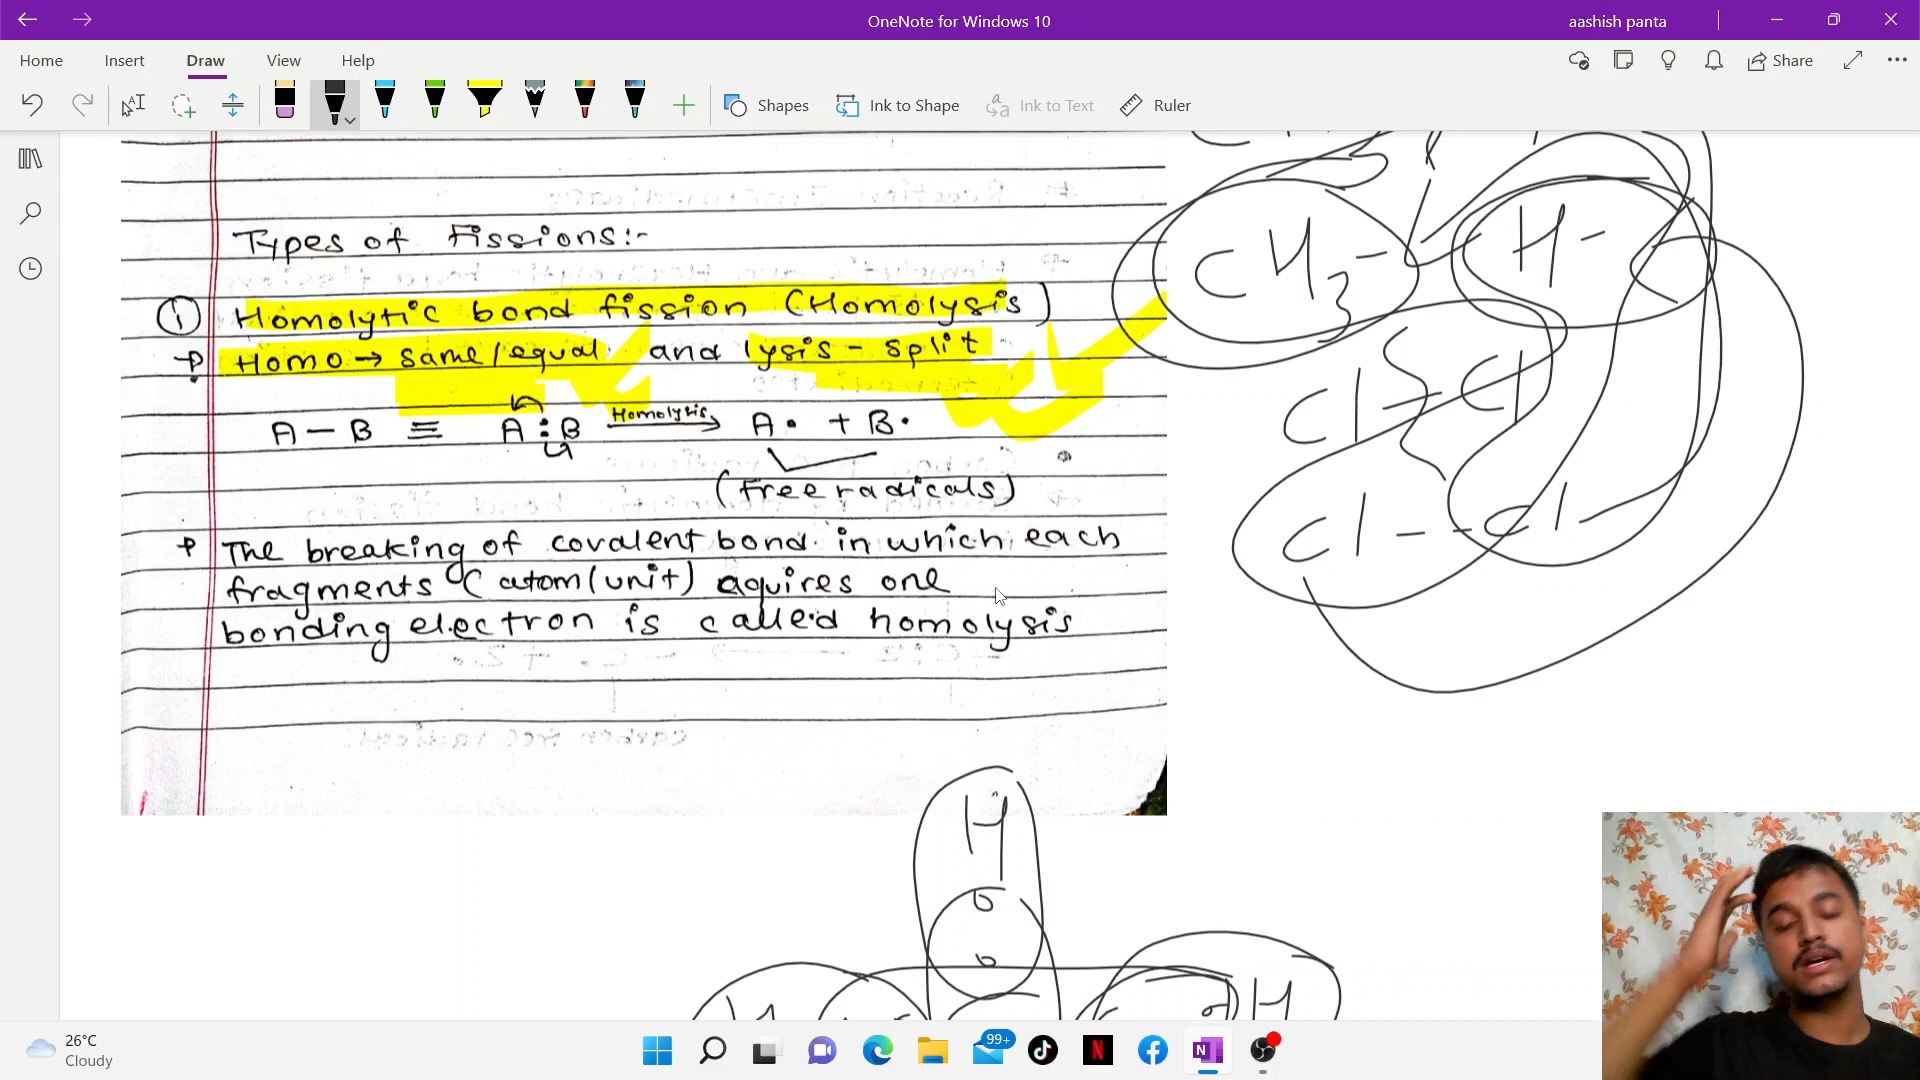 OneNote for Windows 10
aashish panta
Home
Insert
Draw
View
Help
Share
Shapes
Ink to Shape
Ink to Text
Ruler
Types of Fissions:-
1 Homolytic bond fission (Homolysis)
Homo → same/equal and lysis - split
A — B ≡ A : B Homolysis → A• + B•
(free radicals)
The breaking of covalent bond in which each
fragments (atom/unit) aquires one
bonding electron is called homolysis
CH3 - H -
Cl - Cl
Cl - - Cl -
H
H
26°C
Cloudy
99+